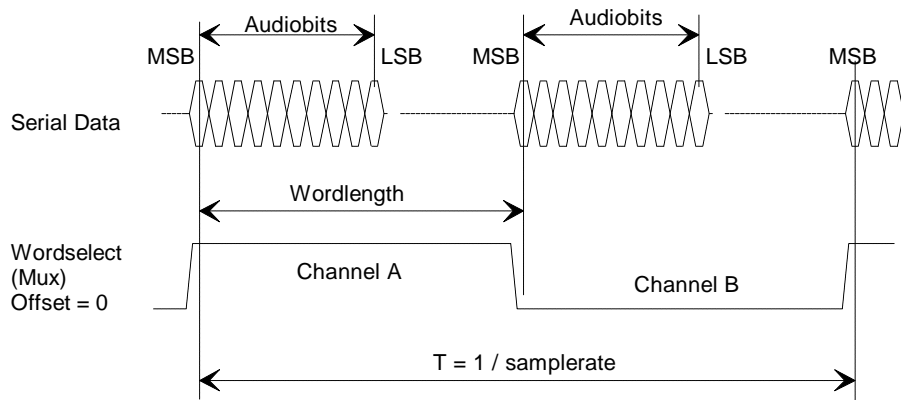 Audiobits
Audiobits
MSB
LSB
MSB
LSB
MSB
Serial Data
Wordlength
Wordselect
(Mux)
Offset = 0
Channel A
Channel B
T = 1 / samplerate